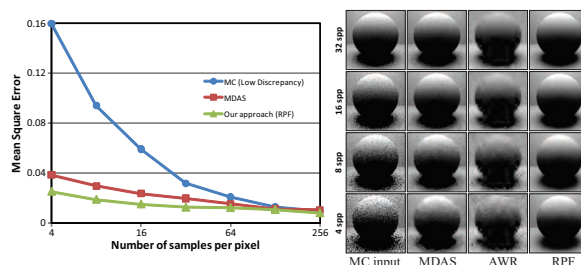 0.16
0.12
0.08
0.04
0
4
16
64
256
Mean Square Error
Number of samples per pixel
MC (Low Discrepancy)
MDAS
Our approach (RPF)
32 spp
16 spp
8 spp
4 spp
MC input
MDAS
AWR
RPF